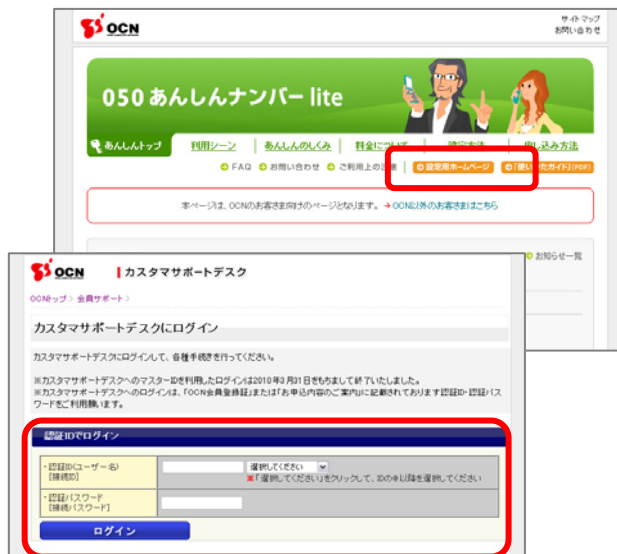 OCN
サイトマップ
お問い合わせ
050 あんしんナンバー lite
あんしんトップ
利用シーン
あんしんのしくみ
料金について
設定方法
申し込み方法
FAQ
お問い合わせ
ご利用上の注意
設定用ホームページ
「使いかたガイド」(PDF)
本ページは、OCNのお客さま向けのページとなります。→OCN以外のお客さまはこちら
お知らせ一覧
OCN
カスタマサポートデスク
OCNトップ > 会員サポート >
カスタマサポートデスクにログイン
カスタマサポートデスクにログインして、各種手続きを行ってください。
※カスタマサポートデスクへのマスターIDを利用したログインは2010年3月31日をもちまして終了いたしました。
※カスタマサポートデスクへのログインは、「OCN会員登録証」または「お申込内容のご案内」に記載されております認証ID・認証パス
ワードをご利用願います。
認証IDでログイン
・認証ID(ユーザー名)
[接続ID]
選択してください
※「選択してください」をクリックして、IDの@以降を選択してください
・認証パスワード
[接続パスワード]
ログイン